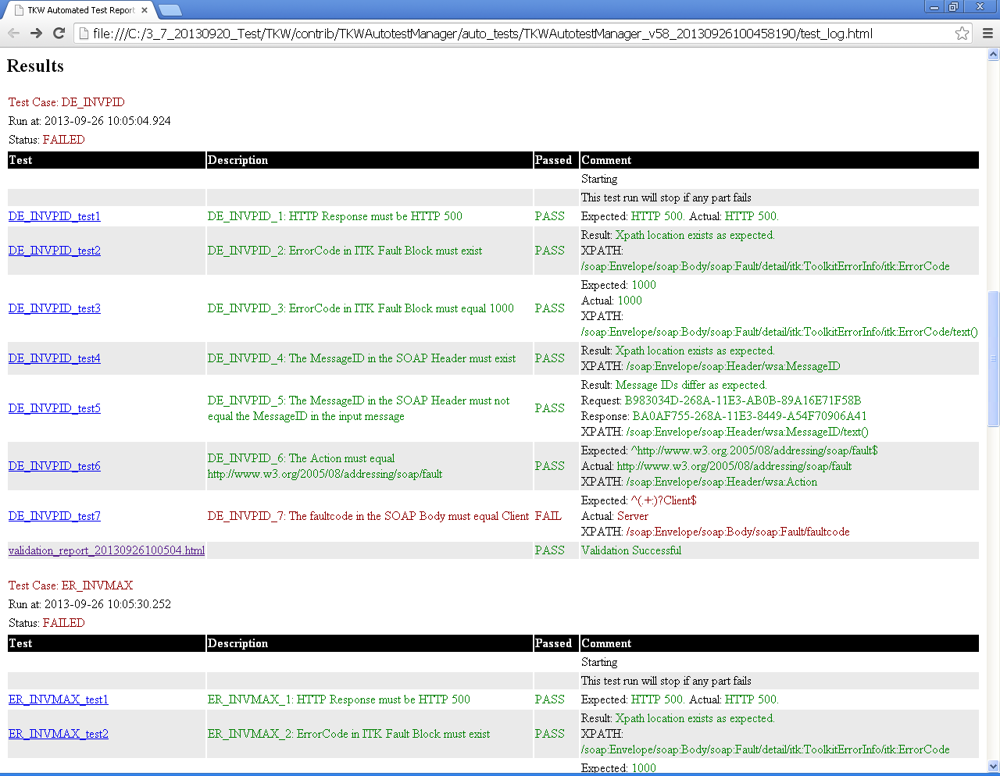 TKW Automated Test Report
file:///C:/3_7_20130920_Test/TKW/contrib/TKWAutotestManager/auto_tests/TKWAutotestManager_v58_20130926100458190/test_log.html
Results
Test Case: DE_INVPID
Run at: 2013-09-26 10:05:04.924
Status: FAILED
Test Description Passed Comment
Starting
This test run will stop if any part fails
DE_INVPID_test1 DE_INVPID_1: HTTP Response must be HTTP 500 PASS Expected: HTTP 500. Actual: HTTP 500.
DE_INVPID_test2 DE_INVPID_2: ErrorCode in ITK Fault Block must exist PASS Result: Xpath location exists as expected.
XPATH:
/soap:Envelope/soap:Body/soap:Fault/detail/itk:ToolkitErrorInfo/itk:ErrorCode
DE_INVPID_test3 DE_INVPID_3: ErrorCode in ITK Fault Block must equal 1000 PASS Expected: 1000
Actual: 1000
XPATH:
/soap:Envelope/soap:Body/soap:Fault/detail/itk:ToolkitErrorInfo/itk:ErrorCode/text()
DE_INVPID_test4 DE_INVPID_4: The MessageID in the SOAP Header must exist PASS Result: Xpath location exists as expected.
XPATH: /soap:Envelope/soap:Header/wsa:MessageID
DE_INVPID_test5 DE_INVPID_5: The MessageID in the SOAP Header must not
equal the MessageID in the input message PASS Result: Message IDs differ as expected.
Request: B983034D-268A-11E3-AB0B-89A16E71F58B
Response: BA0AF755-268A-11E3-8449-A54F70906A41
XPATH: /soap:Envelope/soap:Header/wsa:MessageID/text()
DE_INVPID_test6 DE_INVPID_6: The Action must equal
http://www.w3.org/2005/08/addressing/soap/fault PASS Expected: ^http://www.w3.org.2005/08/addressing/soap/fault$
Actual: http://www.w3.org/2005/08/addressing/soap/fault
XPATH: /soap:Envelope/soap:Header/wsa:Action
DE_INVPID_test7 DE_INVPID_7: The faultcode in the SOAP Body must equal Client FAIL Expected: ^(.+:)?Client$
Actual: Server
XPATH: /soap:Envelope/soap:Body/soap:Fault/faultcode
validation_report_20130926100504.html PASS Validation Successful
Test Case: ER_INVMAX
Run at: 2013-09-26 10:05:30.252
Status: FAILED
Test Description Passed Comment
Starting
This test run will stop if any part fails
ER_INVMAX_test1 ER_INVMAX_1: HTTP Response must be HTTP 500 PASS Expected: HTTP 500. Actual: HTTP 500.
ER_INVMAX_test2 ER_INVMAX_2: ErrorCode in ITK Fault Block must exist PASS Result: Xpath location exists as expected.
XPATH:
/soap:Envelope/soap:Body/soap:Fault/detail/itk:ToolkitErrorInfo/itk:ErrorCode
Expected: 1000